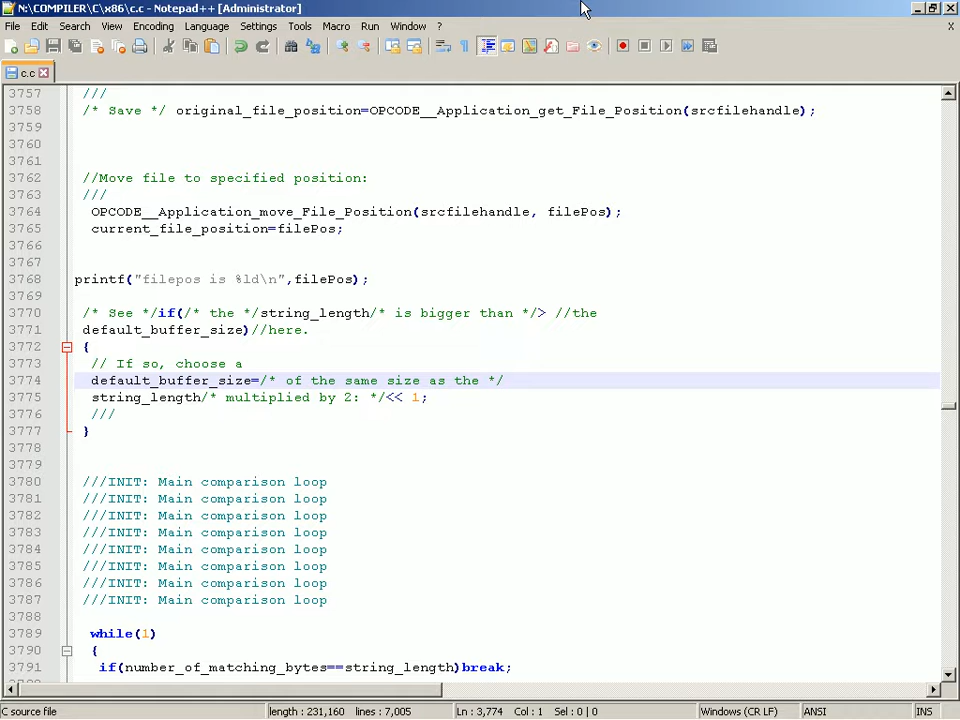 N:\COMPILER\C\x86\c.c - Notepad++ [Administrator]
File Edit Search View Encoding Language Settings Tools Macro Run Window ? X
c.c
3757 ///
3758 /* Save */ original_file_position=OPCODE__Application_get_File_Position(srcfilehandle);
3759
3760
3761
3762 //Move file to specified position:
3763 ///
3764 OPCODE__Application_move_File_Position(srcfilehandle, filePos);
3765 current_file_position=filePos;
3766
3767
3768 printf("filepos is %ld\n",filePos);
3769
3770 /* See */if(/* the */string_length/* is bigger than */> //the
3771 default_buffer_size)//here.
3772 {
3773 // If so, choose a
3774 default_buffer_size=/* of the same size as the */
3775 string_length/* multiplied by 2: */<< 1;
3776 ///
3777 }
3778
3779
3780 ///INIT: Main comparison loop
3781 ///INIT: Main comparison loop
3782 ///INIT: Main comparison loop
3783 ///INIT: Main comparison loop
3784 ///INIT: Main comparison loop
3785 ///INIT: Main comparison loop
3786 ///INIT: Main comparison loop
3787 ///INIT: Main comparison loop
3788
3789 while(1)
3790 {
3791 if(number_of_matching_bytes==string_length)break;
C source file length : 231,160 lines : 7,005 Ln : 3,774 Col : 1 Sel : 0 | 0 Windows (CR LF) ANSI INS